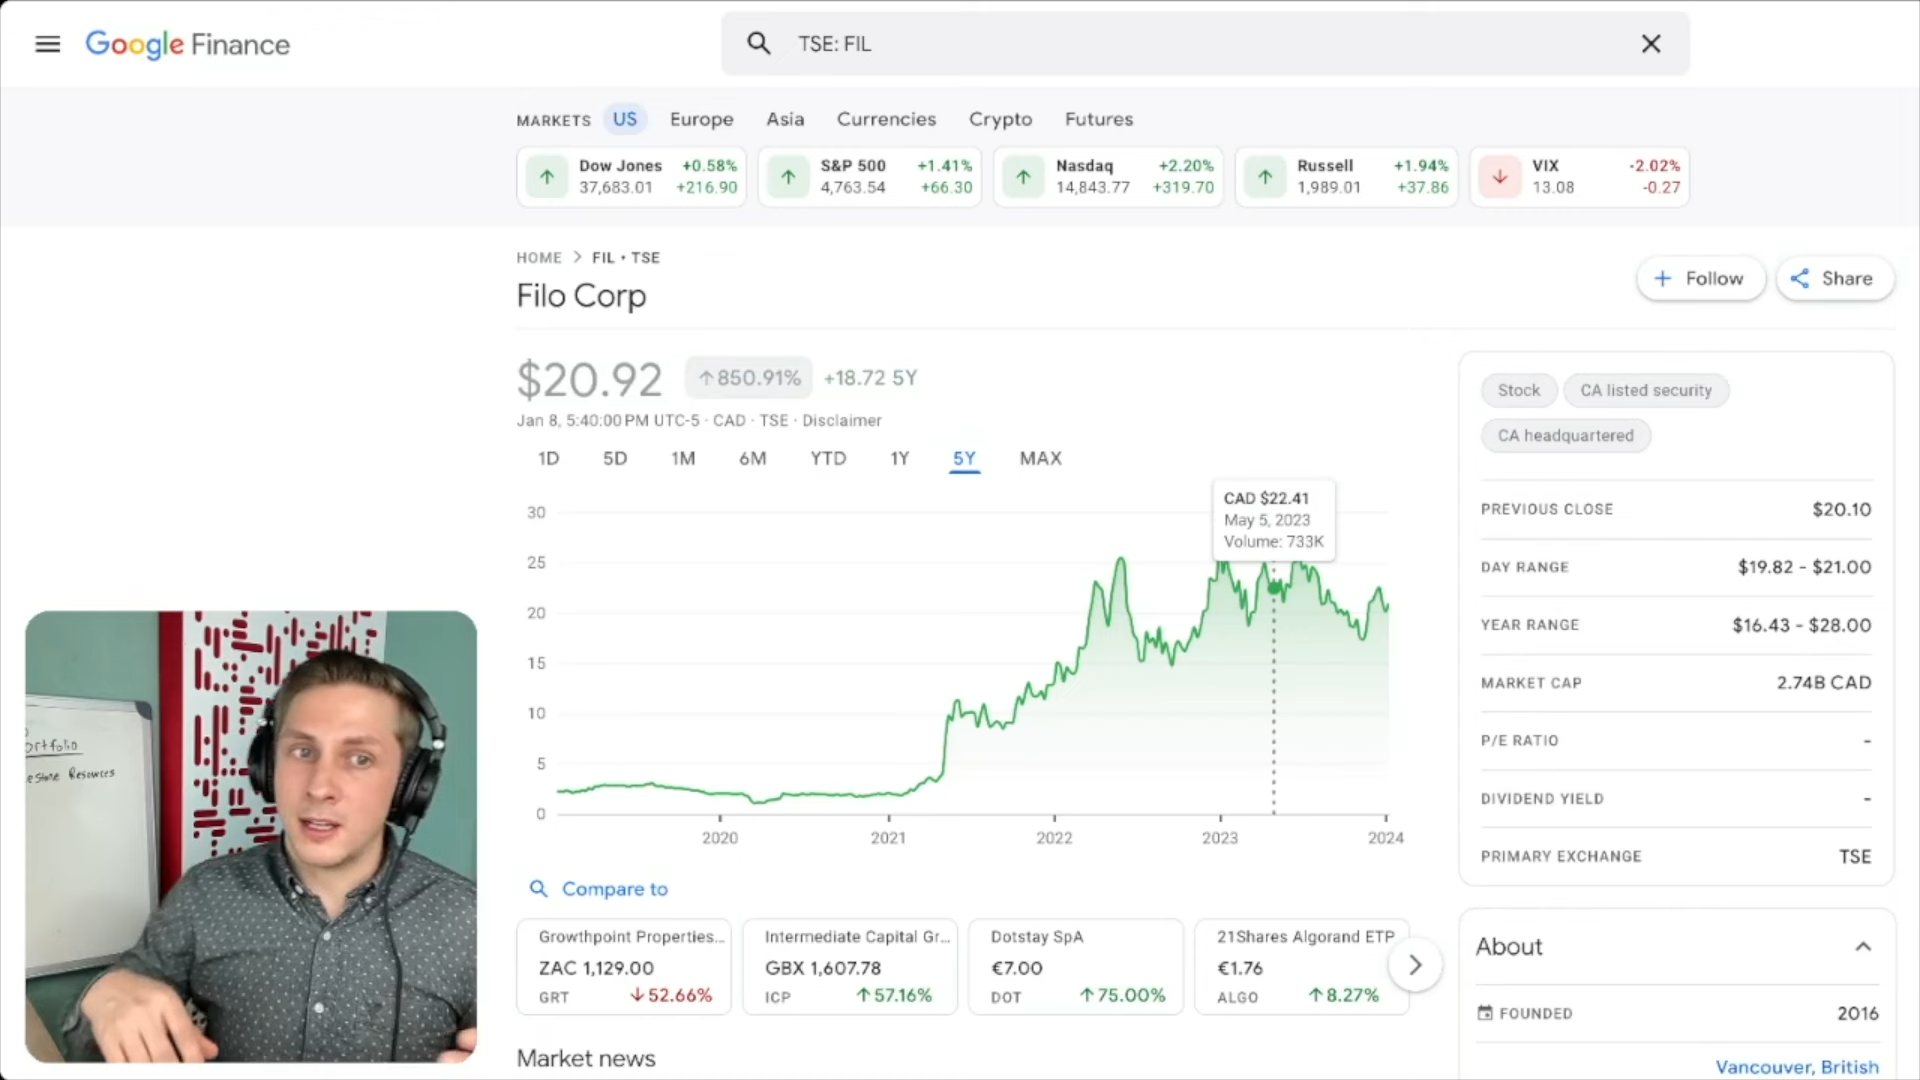 Google Finance
TSE: FIL
MARKETS US Europe Asia Currencies Crypto Futures
Dow Jones +0.58%
37,683.01 +216.90
S&P 500 +1.41%
4,763.54 +66.30
Nasdaq +2.20%
14,843.77 +319.70
Russell +1.94%
1,989.01 +37.86
VIX -2.02%
13.08 -0.27
HOME > FIL • TSE
Filo Corp
+ Follow
Share
$20.92 ↑850.91% +18.72 5Y
Jan 8, 5:40:00 PM UTC-5 · CAD · TSE · Disclaimer
1D 5D 1M 6M YTD 1Y 5Y MAX
CAD $22.41
May 5, 2023
Volume: 733K
30
25
20
15
10
5
0
2020 2021 2022 2023 2024
Compare to
Growthpoint Properties...
ZAC 1,129.00
GRT ↓52.66%
Intermediate Capital Gr...
GBX 1,607.78
ICP ↑57.16%
Dotstay SpA
€7.00
DOT ↑75.00%
21Shares Algorand ETP
€1.76
ALGO ↑8.27%
Market news
Stock CA listed security
CA headquartered
PREVIOUS CLOSE $20.10
DAY RANGE $19.82 - $21.00
YEAR RANGE $16.43 - $28.00
MARKET CAP 2.74B CAD
P/E RATIO -
DIVIDEND YIELD -
PRIMARY EXCHANGE TSE
About
FOUNDED 2016
Vancouver, British
ortfolio
Resources